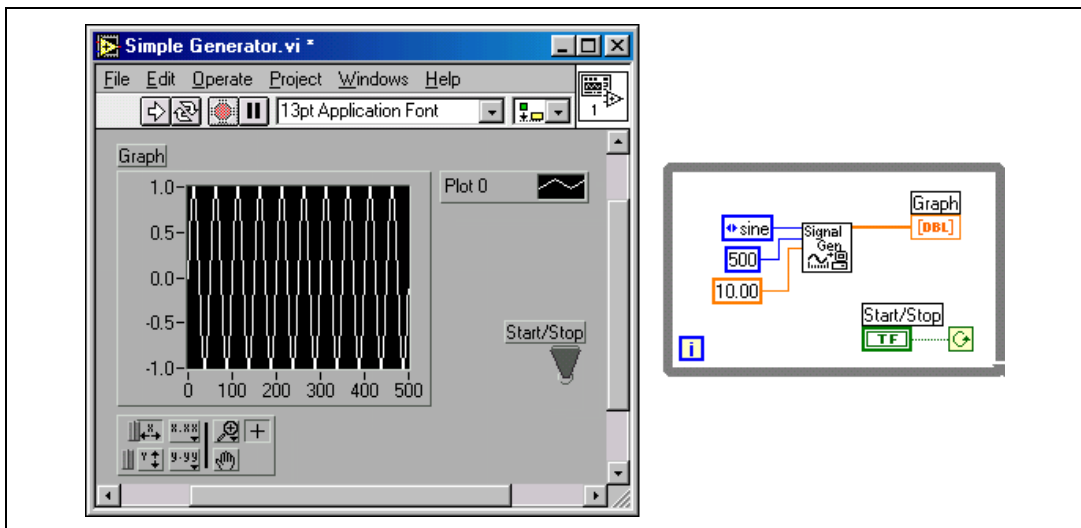 Simple Generator.vi *
File Edit Operate Project Windows Help
13pt Application Font
1
Graph
1.0
0.5
0.0
-0.5
-1.0
0 100 200 300 400 500
Plot 0
Start/Stop
X X.XX
Y Y.YY
sine
500
10.00
Signal
Gen
Graph
[DBL]
Start/Stop
TF
i